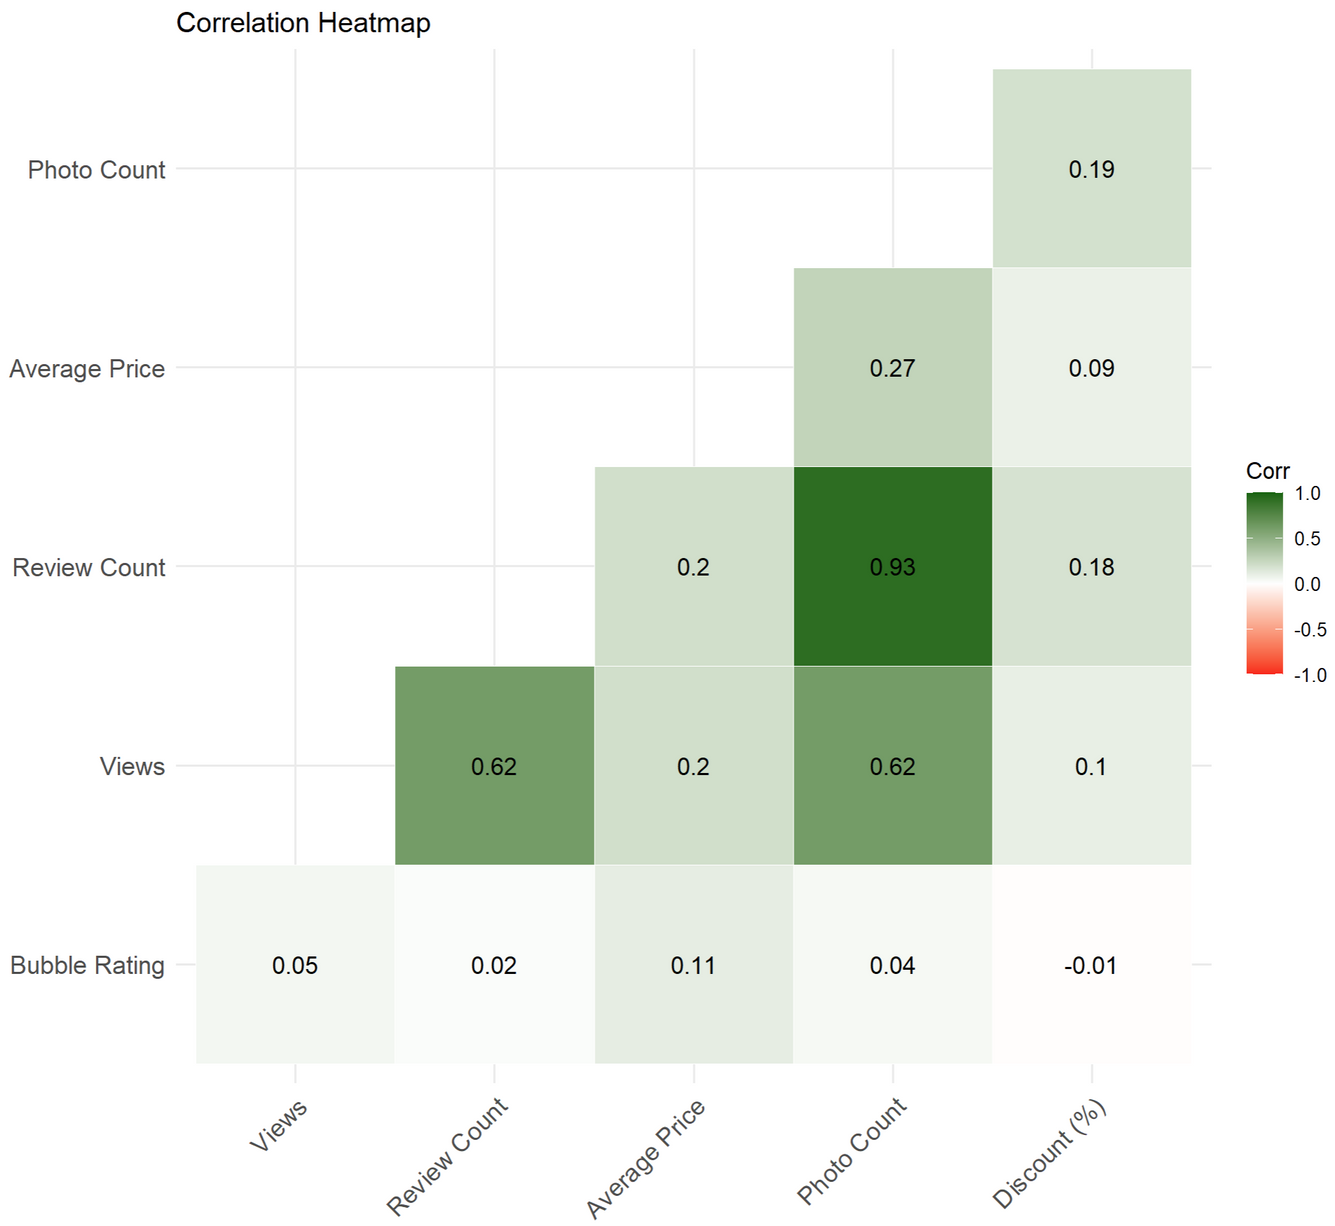 Correlation Heatmap
Photo Count
0.19
Average Price
0.27
0.09
Review Count
0.2
0.93
0.18
Views
0.62
0.2
0.62
0.1
Bubble Rating
0.05
0.02
0.11
0.04
-0.01
Views
Review Count
Average Price
Photo Count
Discount (%)
Corr
1.0
0.5
0.0
-0.5
-1.0